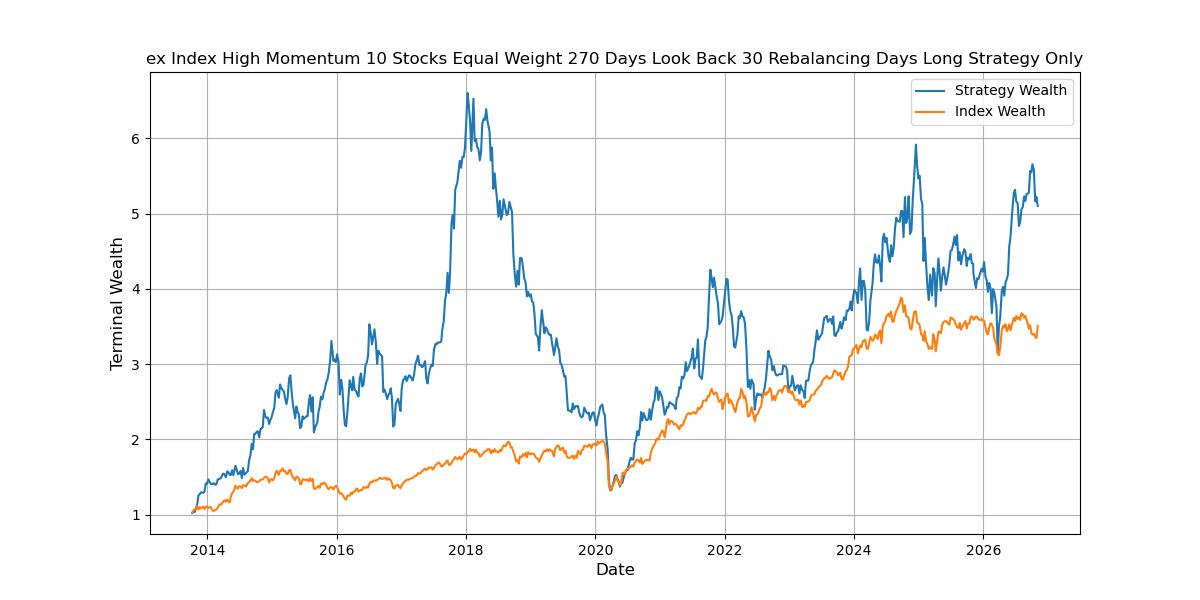 ex Index High Momentum 10 Stocks Equal Weight 270 Days Look Back 30 Rebalancing Days Long Strategy Only
Strategy Wealth
Index Wealth
Terminal Wealth
6
5
4
3
2
1
2014 2016 2018 2020 2022 2024 2026
Date